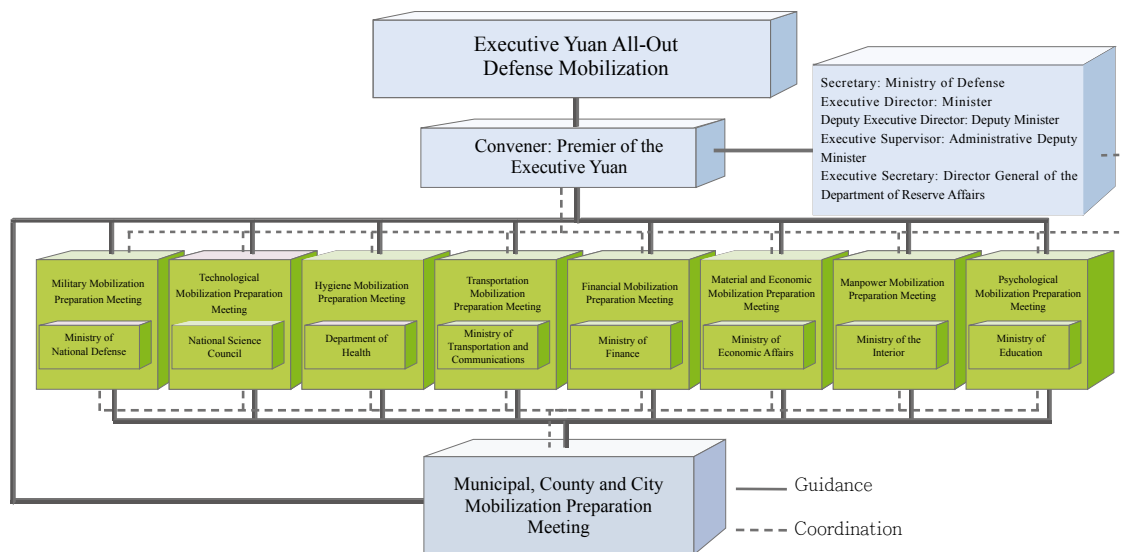 Executive Yuan All-Out
Defense Mobilization
Convener: Premier of the
Executive Yuan
Secretary: Ministry of Defense
Executive Director: Minister
Deputy Executive Director: Deputy Minister
Executive Supervisor: Administrative Deputy
Minister
Executive Secretary: Director General of the
Department of Reserve Affairs
Military Mobilization
Preparation Meeting
Ministry of
National Defense
Technological
Mobilization Preparation
Meeting
National Science
Council
Hygiene Mobilization
Preparation Meeting
Department of
Health
Transportation
Mobilization
Preparation Meeting
Ministry of
Transportation and
Communications
Financial Mobilization
Preparation Meeting
Ministry of
Finance
Material and Economic
Mobilization Preparation
Meeting
Ministry of
Economic Affairs
Manpower Mobilization
Preparation Meeting
Ministry of the
Interior
Psychological
Mobilization Preparation
Meeting
Ministry of
Education
Municipal, County and City
Mobilization Preparation
Meeting
Guidance
Coordination